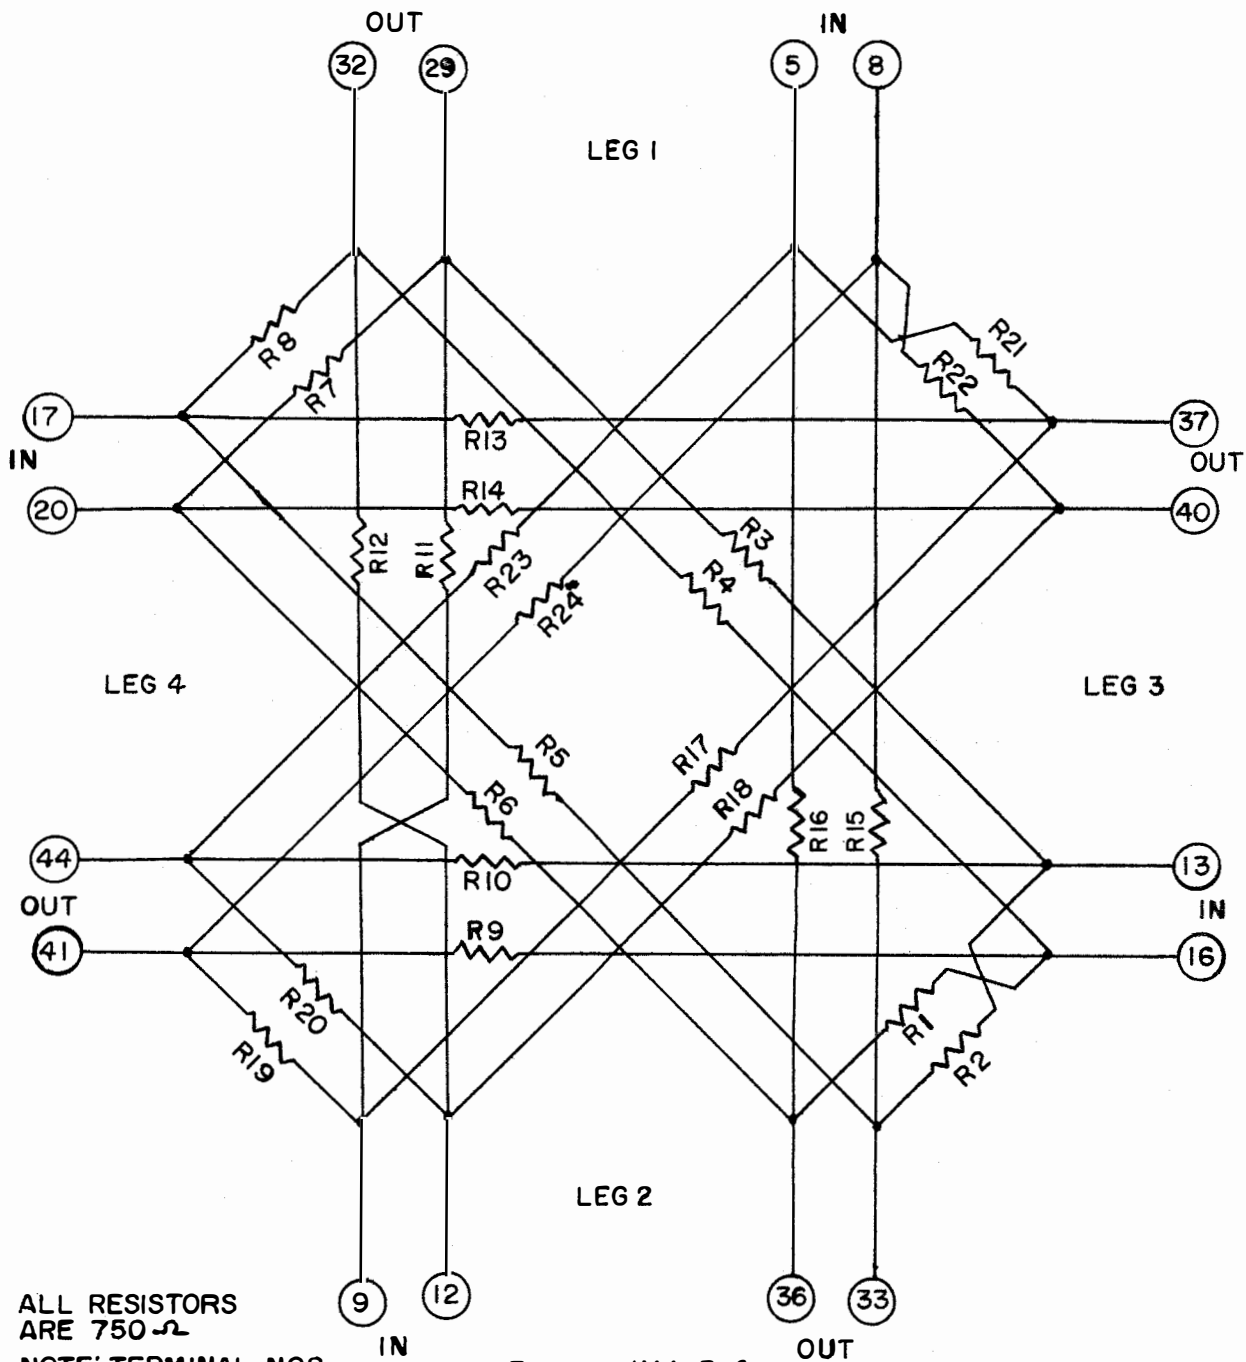 OUT
IN
32
29
5
8
LEG 1
R8
R7
R21
R22
17
R13
37
IN
OUT
20
R14
40
R12
R11
R23
R24
R3
R4
LEG 4
LEG 3
R5
R6
R17
R18
R16
R15
44
R10
13
OUT
IN
41
R9
16
R20
R19
R1
R2
LEG 2
9
12
36
33
ALL RESISTORS
ARE 750 Ω
IN
OUT
NOTE: TERMINAL NOS